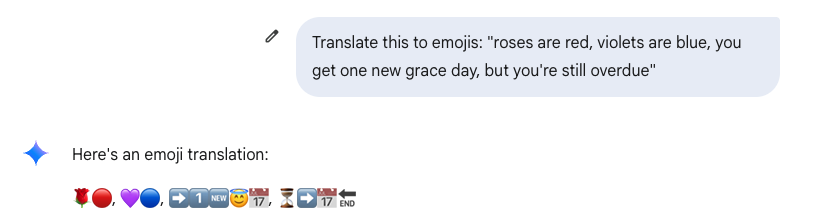 Translate this to emojis: "roses are red, violets are blue, you
get one new grace day, but you're still overdue"
Here's an emoji translation:
🌹🔴, 💜🔵, ➡️1️⃣🆕😇📅, ⏳➡️📅🔚